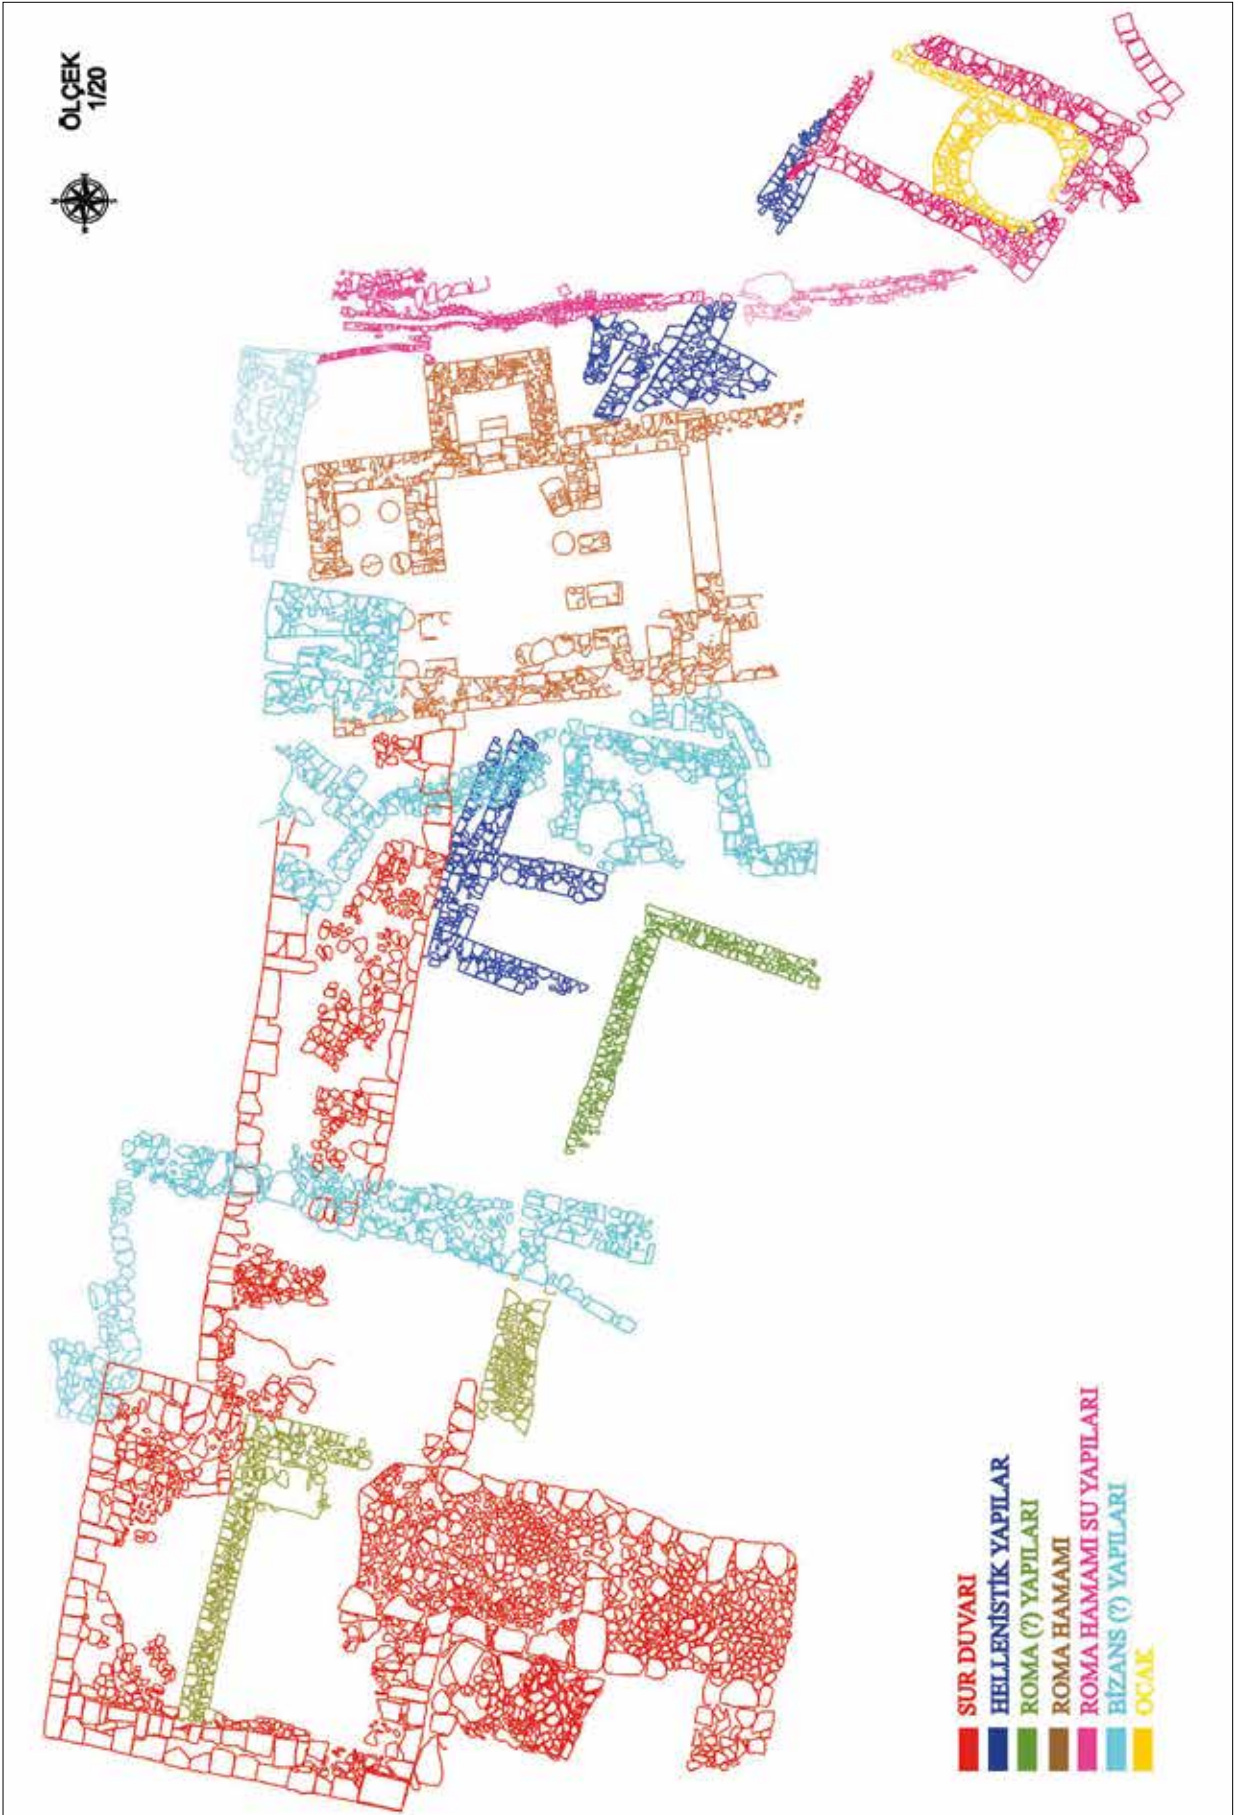 ÖLÇEK
1/20
SUR DUVARI
HELLENİSTİK YAPILAR
ROMA (?) YAPILARI
ROMA HAMAMI
ROMA HAMAMI SU YAPILARI
BİZANS (?) YAPILARI
OCAK